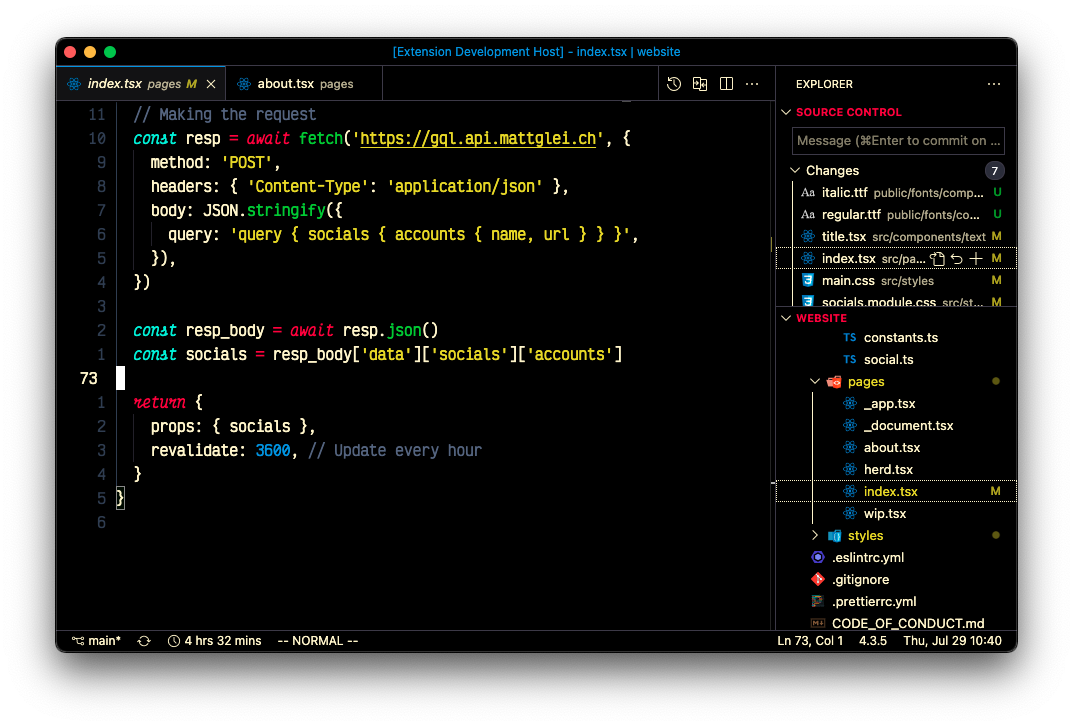 [Extension Development Host] - index.tsx | website
index.tsx pages M
about.tsx pages
11 // Making the request
10 const resp = await fetch('https://gql.api.mattglei.ch', {
9 method: 'POST',
8 headers: { 'Content-Type': 'application/json' },
7 body: JSON.stringify({
6 query: 'query { socials { accounts { name, url } } }',
5 }),
4 })
3
2 const resp_body = await resp.json()
1 const socials = resp_body['data']['socials']['accounts']
73
1 return {
2 props: { socials },
3 revalidate: 3600, // Update every hour
4 }
5 }
6
EXPLORER
SOURCE CONTROL
Message (⌘Enter to commit on ...
Changes 7
Aa italic.ttf public/fonts/comp... U
Aa regular.ttf public/fonts/co... U
title.tsx src/components/text M
index.tsx src/pa... M
main.css src/styles M
socials.module.css src/st... M
WEBSITE
TS constants.ts
TS social.ts
pages
_app.tsx
_document.tsx
about.tsx
herd.tsx
index.tsx M
wip.tsx
styles
.eslintrc.yml
.gitignore
.prettierrc.yml
CODE_OF_CONDUCT.md
main* 4 hrs 32 mins -- NORMAL --
Ln 73, Col 1 4.3.5 Thu, Jul 29 10:40